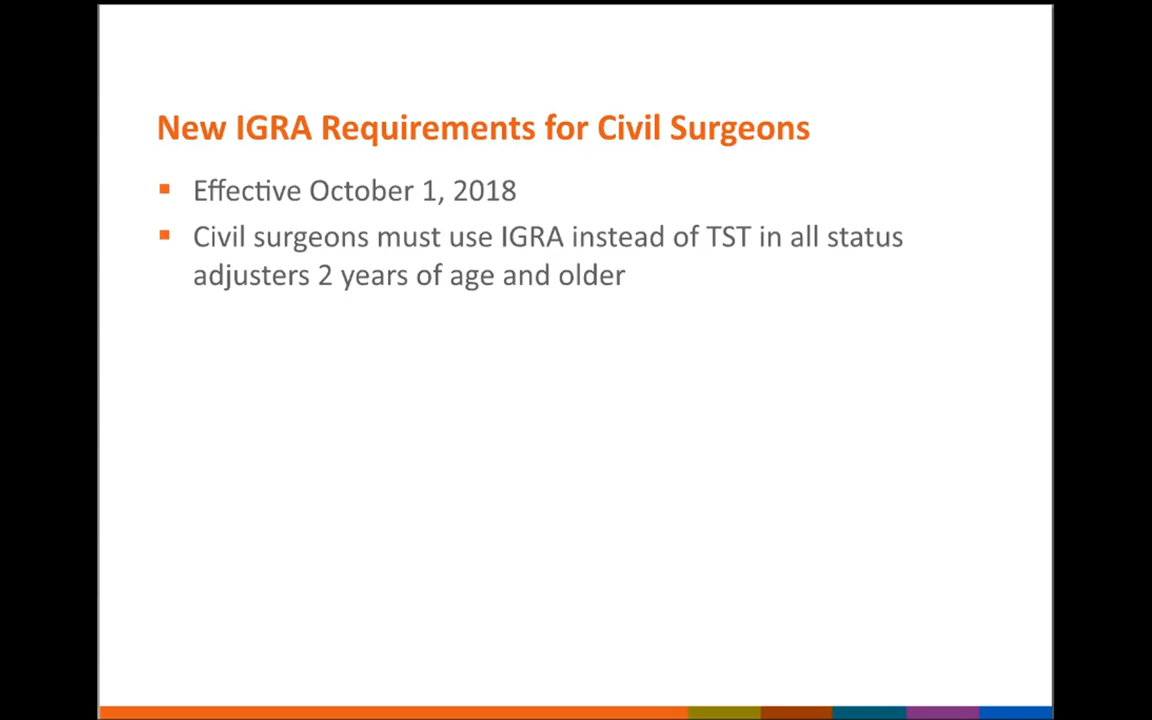 New IGRA Requirements for Civil Surgeons
▪ Effective October 1, 2018
▪ Civil surgeons must use IGRA instead of TST in all status
adjusters 2 years of age and older